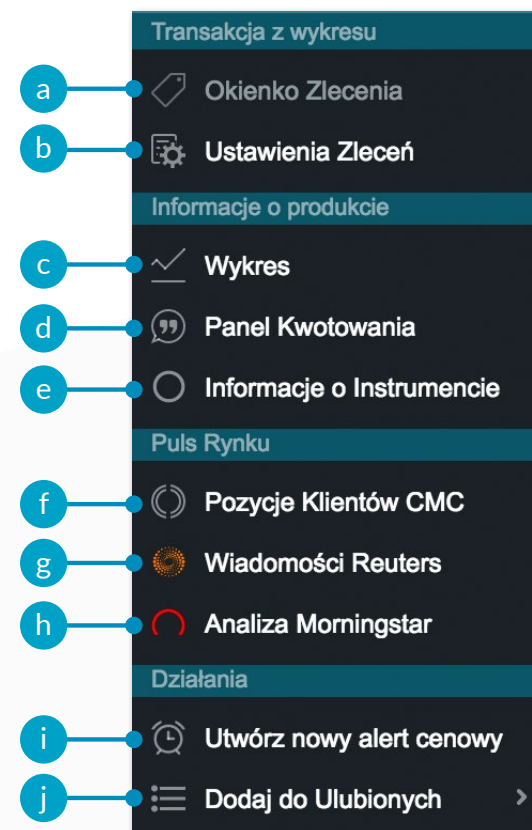 Transakcja z wykresu
a Okienko Zlecenia
b Ustawienia Zleceń
Informacje o produkcie
c Wykres
d Panel Kwotowania
e Informacje o Instrumencie
Puls Rynku
f Pozycje Klientów CMC
g Wiadomości Reuters
h Analiza Morningstar
Działania
i Utwórz nowy alert cenowy
j Dodaj do Ulubionych